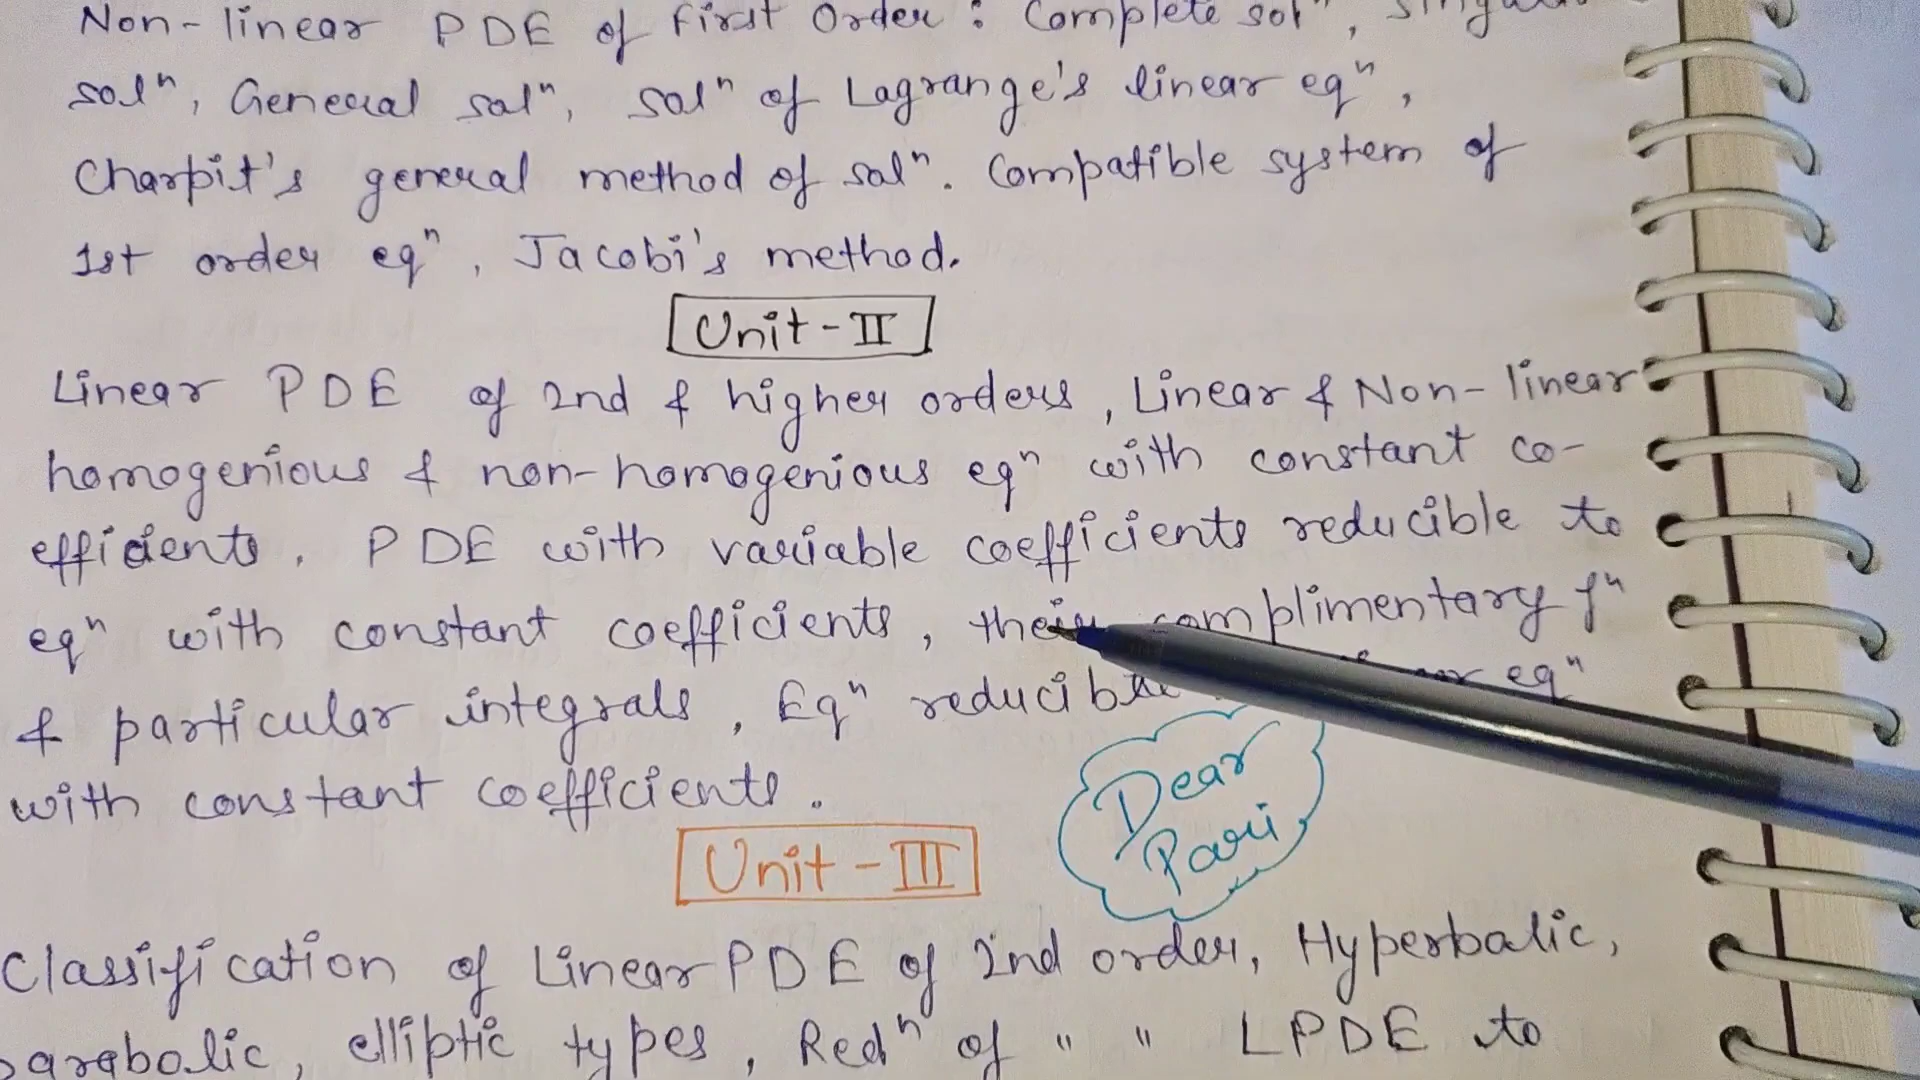 Non-linear PDE of First Order : Complete solⁿ,
solⁿ, General solⁿ, solⁿ of Lagrange's linear eqⁿ,
Charpit's general method of solⁿ. Compatible system of
1st order eqⁿ, Jacobi's method.
Unit-II
Linear PDE of 2nd & higher orders, Linear & Non-linear
homogenious & non-homogenious eqⁿ with constant co-
efficients, PDE with variable coefficients reducible to
eqⁿ with constant coefficients, their complimentary fⁿ
& particular integrals, Eqⁿ reducible eqⁿ
with constant coefficients.
Dear
Pari
Unit-III
Classification of Linear PDE of 2nd order, Hyperbolic,
parabolic, elliptic types, Redⁿ of " " LPDE to